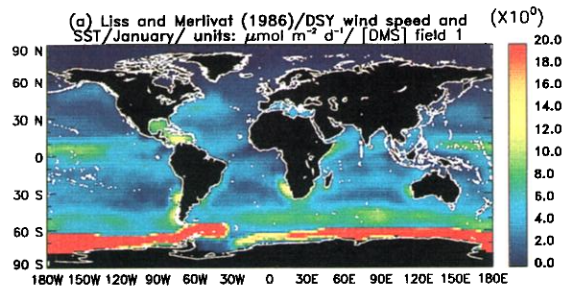 (a) Liss and Merlivat (1986)/DSY wind speed and
SST/January/ units: μmol m⁻² d⁻¹/ [DMS] field 1
(X10⁰)
90 N
60 N
30 N
0
30 S
60 S
90 S
180W 150W 120W 90W 60W 30W 0 30E 60E 90E 120E 150E 180E
20.0
18.0
16.0
14.0
12.0
10.0
8.0
6.0
4.0
2.0
0.0